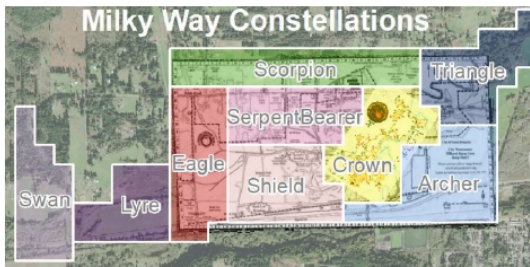 Milky Way Constellations
Scorpion
Triangle
SerpentBearer
Eagle
Crown
Swan
Lyre
Shield
Archer